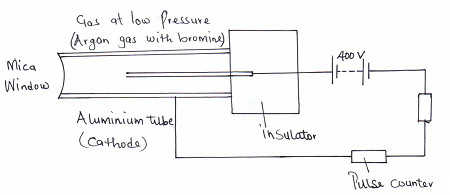 Gas at low Pressure
(Argon gas with bromine)
Mica
Window
400 V
Aluminium tube
(Cathode)
insulator
Pulse counter